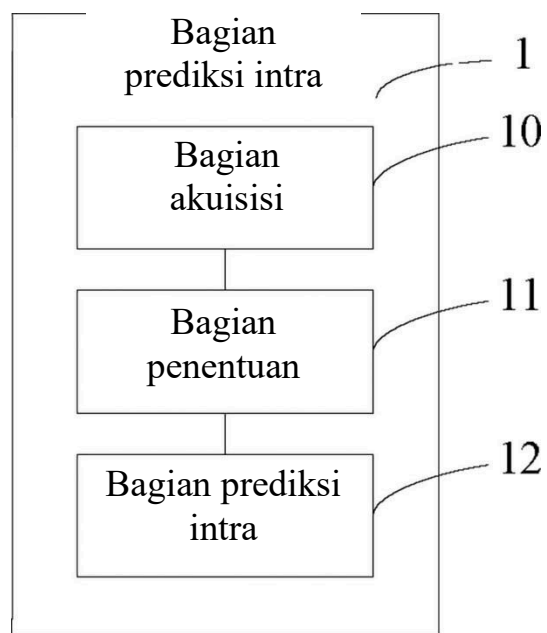 Bagian
prediksi intra
1
Bagian
akuisisi
10
Bagian
penentuan
11
Bagian prediksi
intra
12